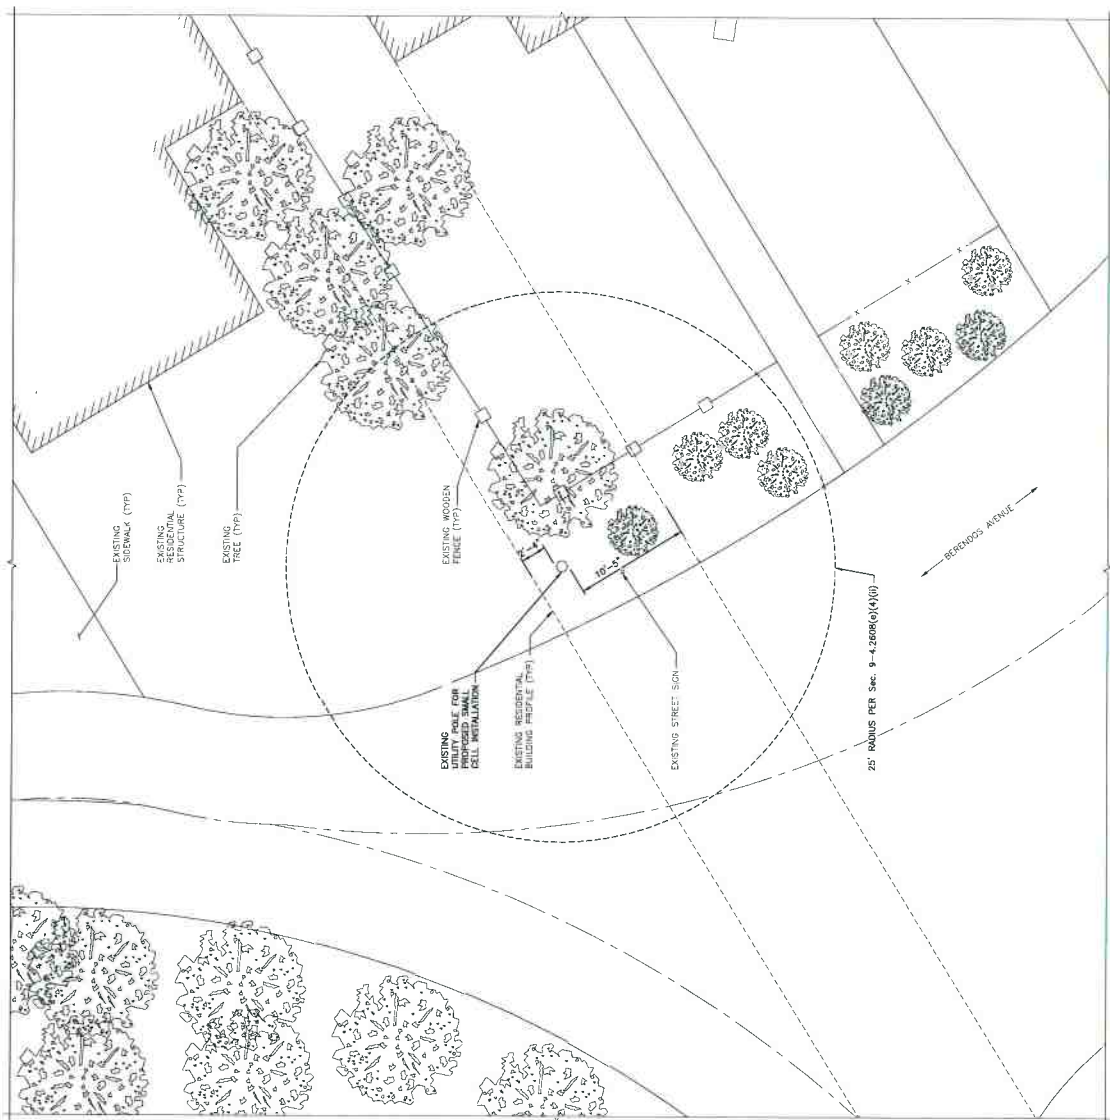 EXISTING
SIDEWALK (TYP)
EXISTING
RESIDENTIAL
STRUCTURE (TYP)
EXISTING
TREE (TYP)
EXISTING WOODEN
FENCE (TYP)
2'-4"
10'-5"
EXISTING
UTILITY POLE FOR
PROPOSED SMALL
CELL INSTALLATION
EXISTING RESIDENTIAL
BUILDING PROFILE (TYP)
EXISTING STREET SIGN
25' RADIUS PER Sec. 9-4.2608(e)(4)(ii)
BERENDOS AVENUE
x
x
x